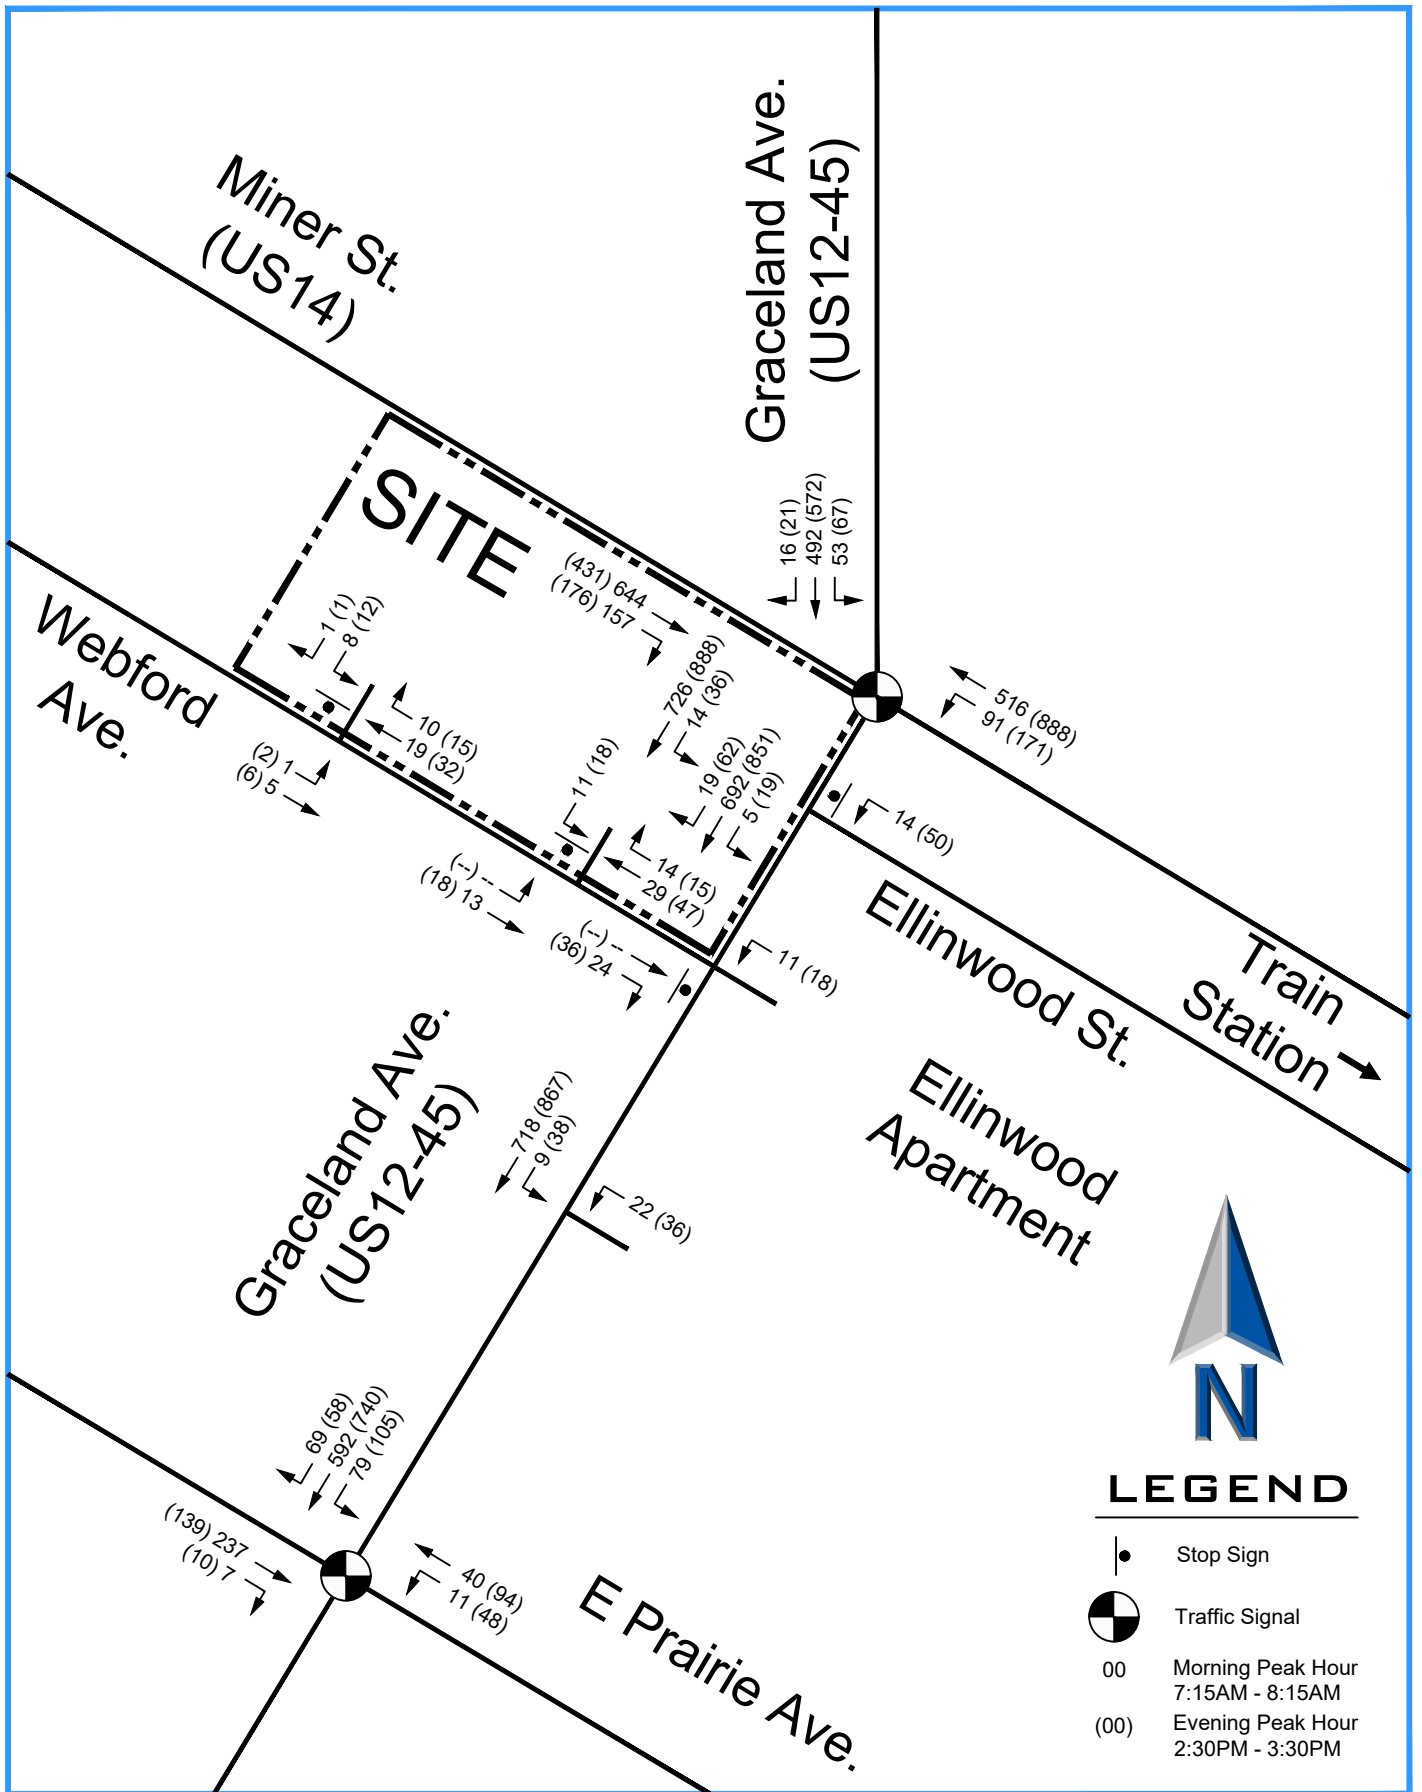 Graceland Ave.
(US12-45)
Miner St.
(US14)
SITE
16 (21)
492 (572)
53 (67)
(431) 644
(176) 157
516 (888)
91 (171)
Webford
Ave.
1 (1)
8 (12)
10 (15)
19 (32)
(2) 1
(6) 5
726 (888)
14 (36)
19 (62)
692 (851)
5 (19)
14 (50)
11 (18)
14 (15)
29 (47)
(--) --
(18) 13
(--) --
(36) 24
11 (18)
Ellinwood St.
Train
Station
Ellinwood
Apartment
Graceland Ave.
(US12-45)
718 (867)
9 (38)
22 (36)
69 (58)
592 (740)
79 (105)
(139) 237
(10) 7
40 (94)
11 (48)
E Prairie Ave.
N
LEGEND
Stop Sign
Traffic Signal
00 Morning Peak Hour
7:15AM - 8:15AM
(00) Evening Peak Hour
2:30PM - 3:30PM